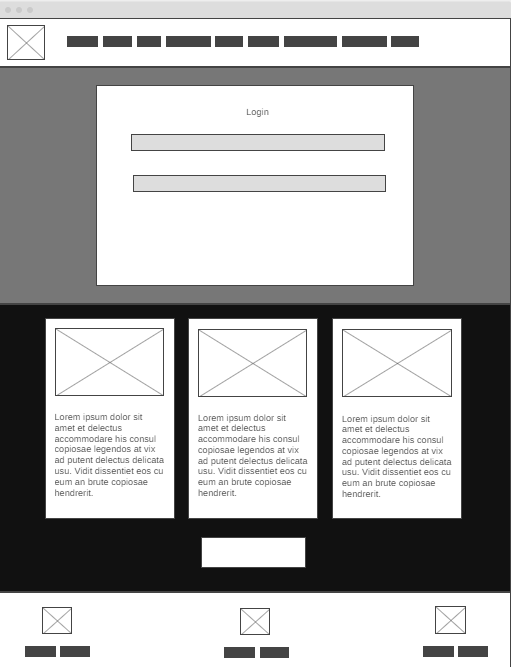 Login
Lorem ipsum dolor sit
amet et delectus
accommodare his consul
copiosae legendos at vix
ad putent delectus delicata
usu. Vidit dissentiet eos cu
eum an brute copiosae
hendrerit.
Lorem ipsum dolor sit
amet et delectus
accommodare his consul
copiosae legendos at vix
ad putent delectus delicata
usu. Vidit dissentiet eos cu
eum an brute copiosae
hendrerit.
Lorem ipsum dolor sit
amet et delectus
accommodare his consul
copiosae legendos at vix
ad putent delectus delicata
usu. Vidit dissentiet eos cu
eum an brute copiosae
hendrerit.